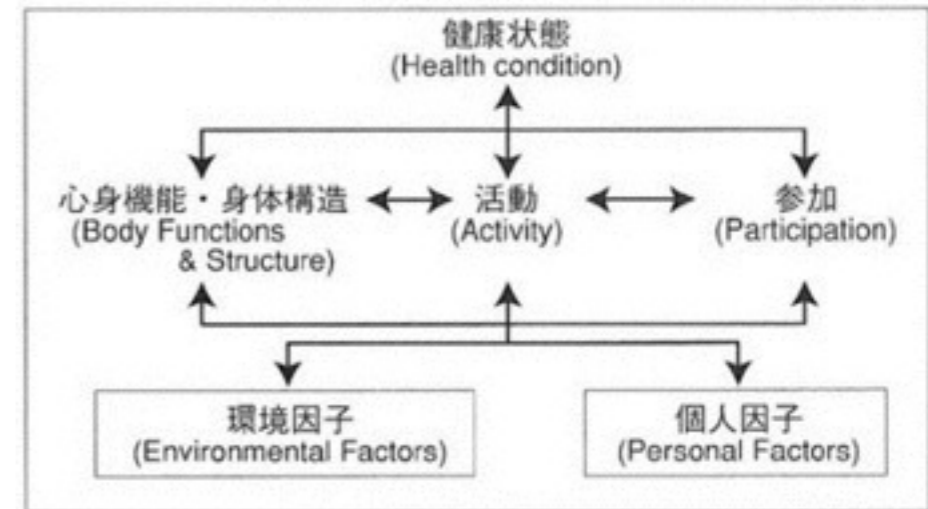 健康状態
(Health condition)
心身機能・身体構造
(Body Functions
& Structure)
活動
(Activity)
参加
(Participation)
環境因子
(Environmental Factors)
個人因子
(Personal Factors)